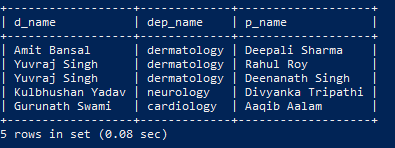 +------------------+-------------+-------------------+
| d_name           | dep_name    | p_name            |
+------------------+-------------+-------------------+
| Amit Bansal      | dermatology | Deepali Sharma    |
| Yuvraj Singh     | dermatology | Rahul Roy         |
| Yuvraj Singh     | dermatology | Deenanath Singh   |
| Kulbhushan Yadav | neurology   | Divyanka Tripathi |
| Gurunath Swami   | cardiology  | Aaqib Aalam       |
+------------------+-------------+-------------------+
5 rows in set (0.08 sec)